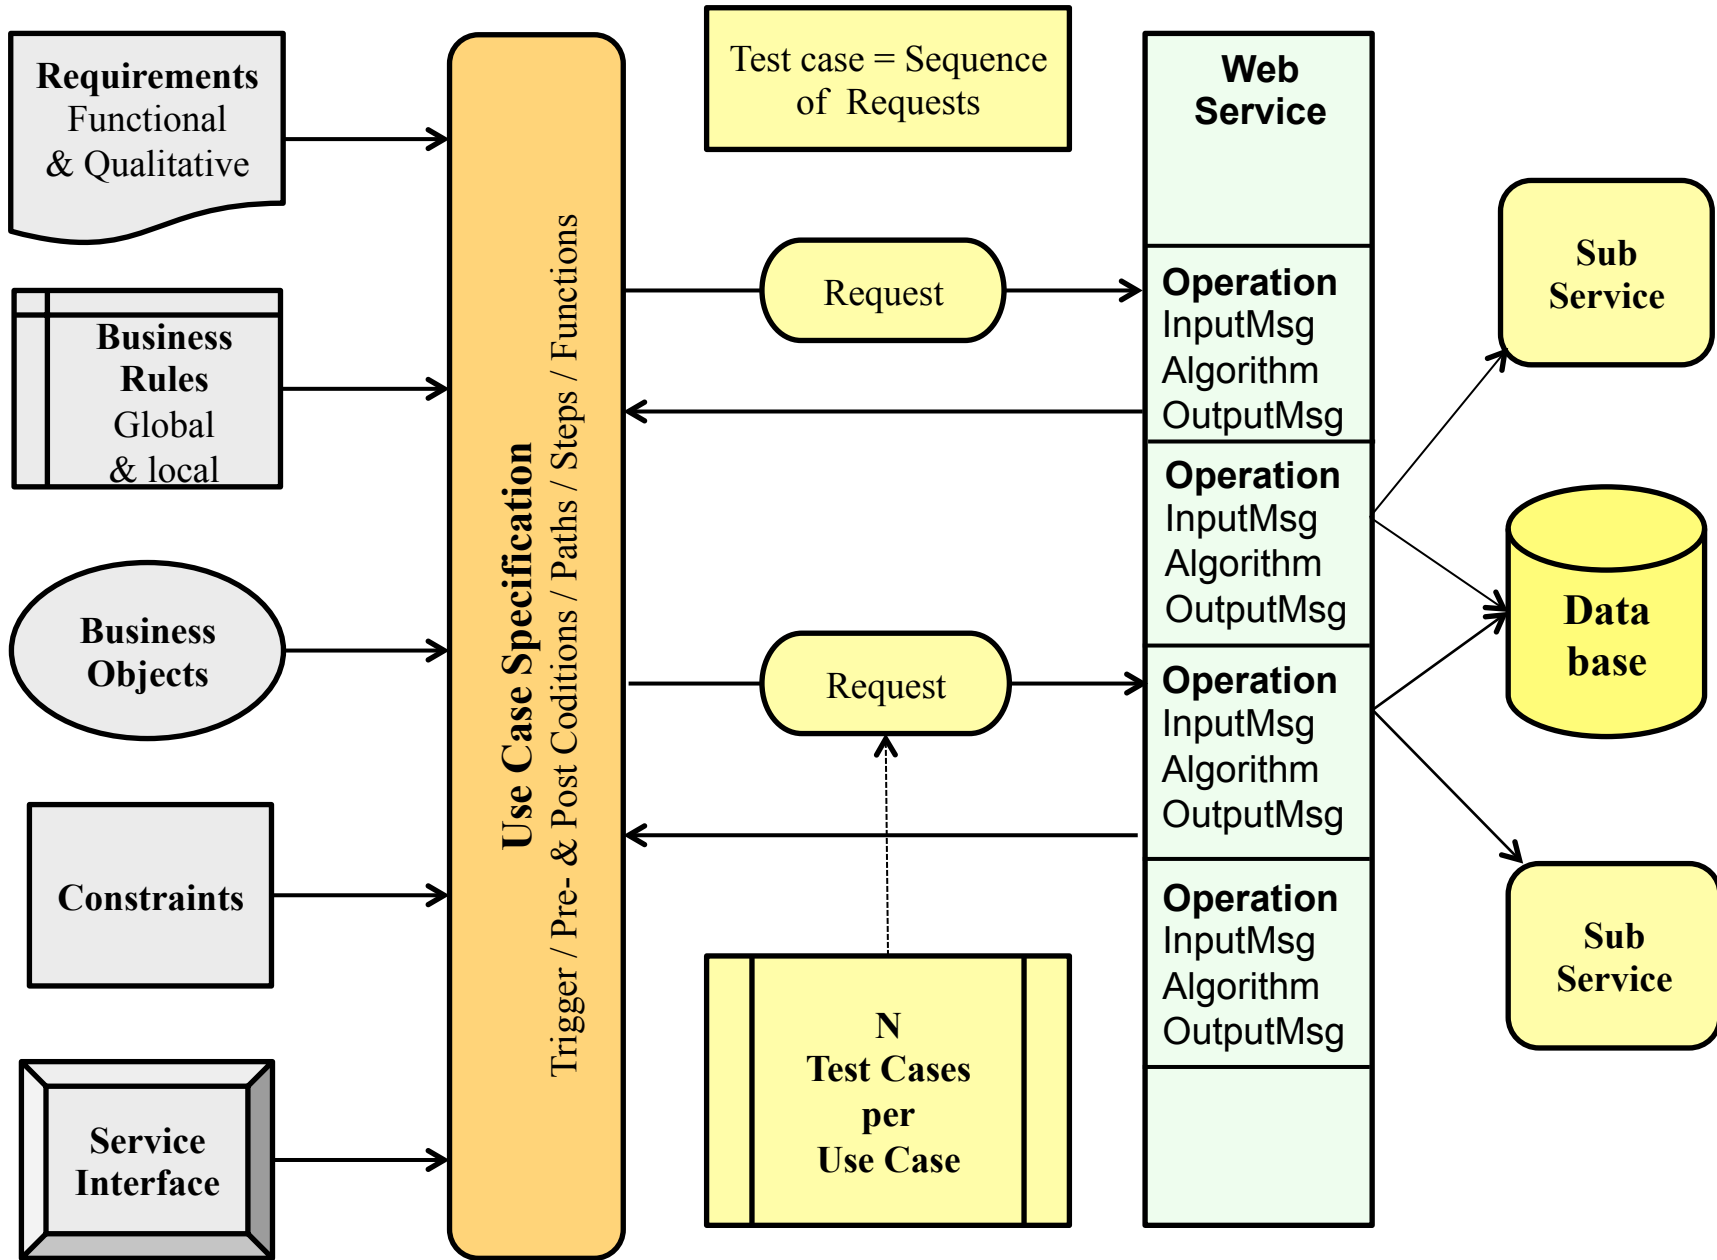 Requirements
Functional
& Qualitative
Business
Rules
Global
& local
Business
Objects
Constraints
Service
Interface
Use Case Specification
Trigger / Pre- & Post Coditions / Paths / Steps / Functions
Test case = Sequence
of Requests
Request
Request
N
Test Cases
per
Use Case
Web
Service
Operation
InputMsg
Algorithm
OutputMsg
Operation
InputMsg
Algorithm
OutputMsg
Operation
InputMsg
Algorithm
OutputMsg
Operation
InputMsg
Algorithm
OutputMsg
Sub
Service
Data
base
Sub
Service